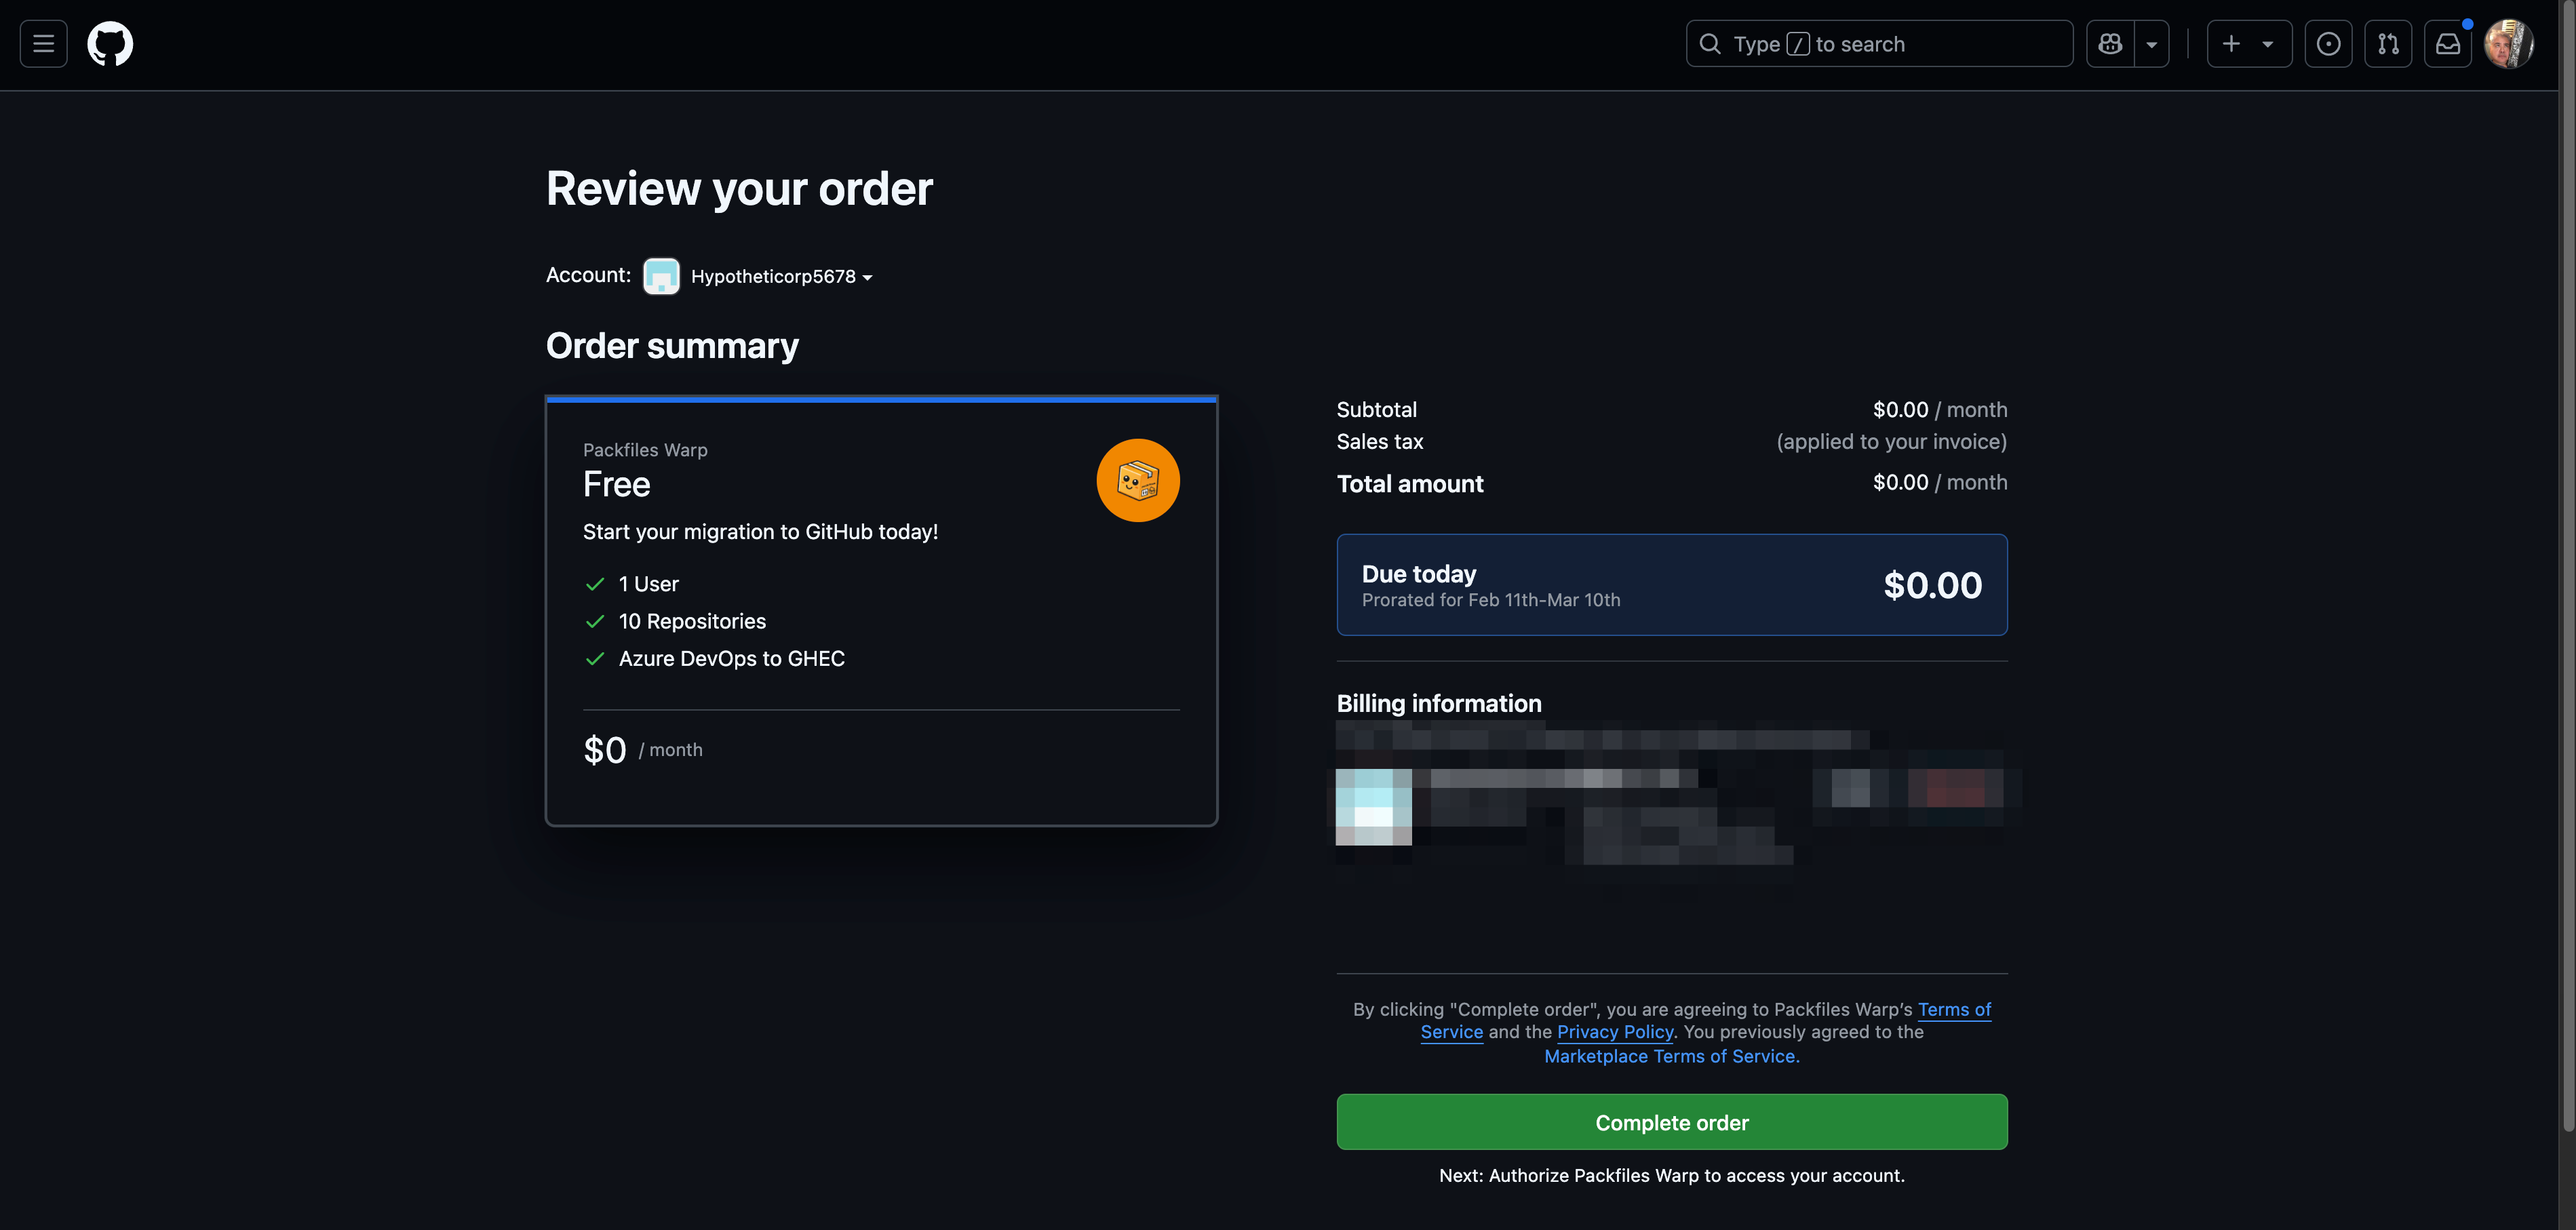 Type / to search
Review your order
Account: Hypotheticorp5678
Order summary
Packfiles Warp
Free
Start your migration to GitHub today!
1 User
10 Repositories
Azure DevOps to GHEC
$0 / month
Subtotal $0.00 / month
Sales tax (applied to your invoice)
Total amount $0.00 / month
Due today $0.00
Prorated for Feb 11th-Mar 10th
Billing information
By clicking "Complete order", you are agreeing to Packfiles Warp’s Terms of
Service and the Privacy Policy. You previously agreed to the
Marketplace Terms of Service.
Complete order
Next: Authorize Packfiles Warp to access your account.